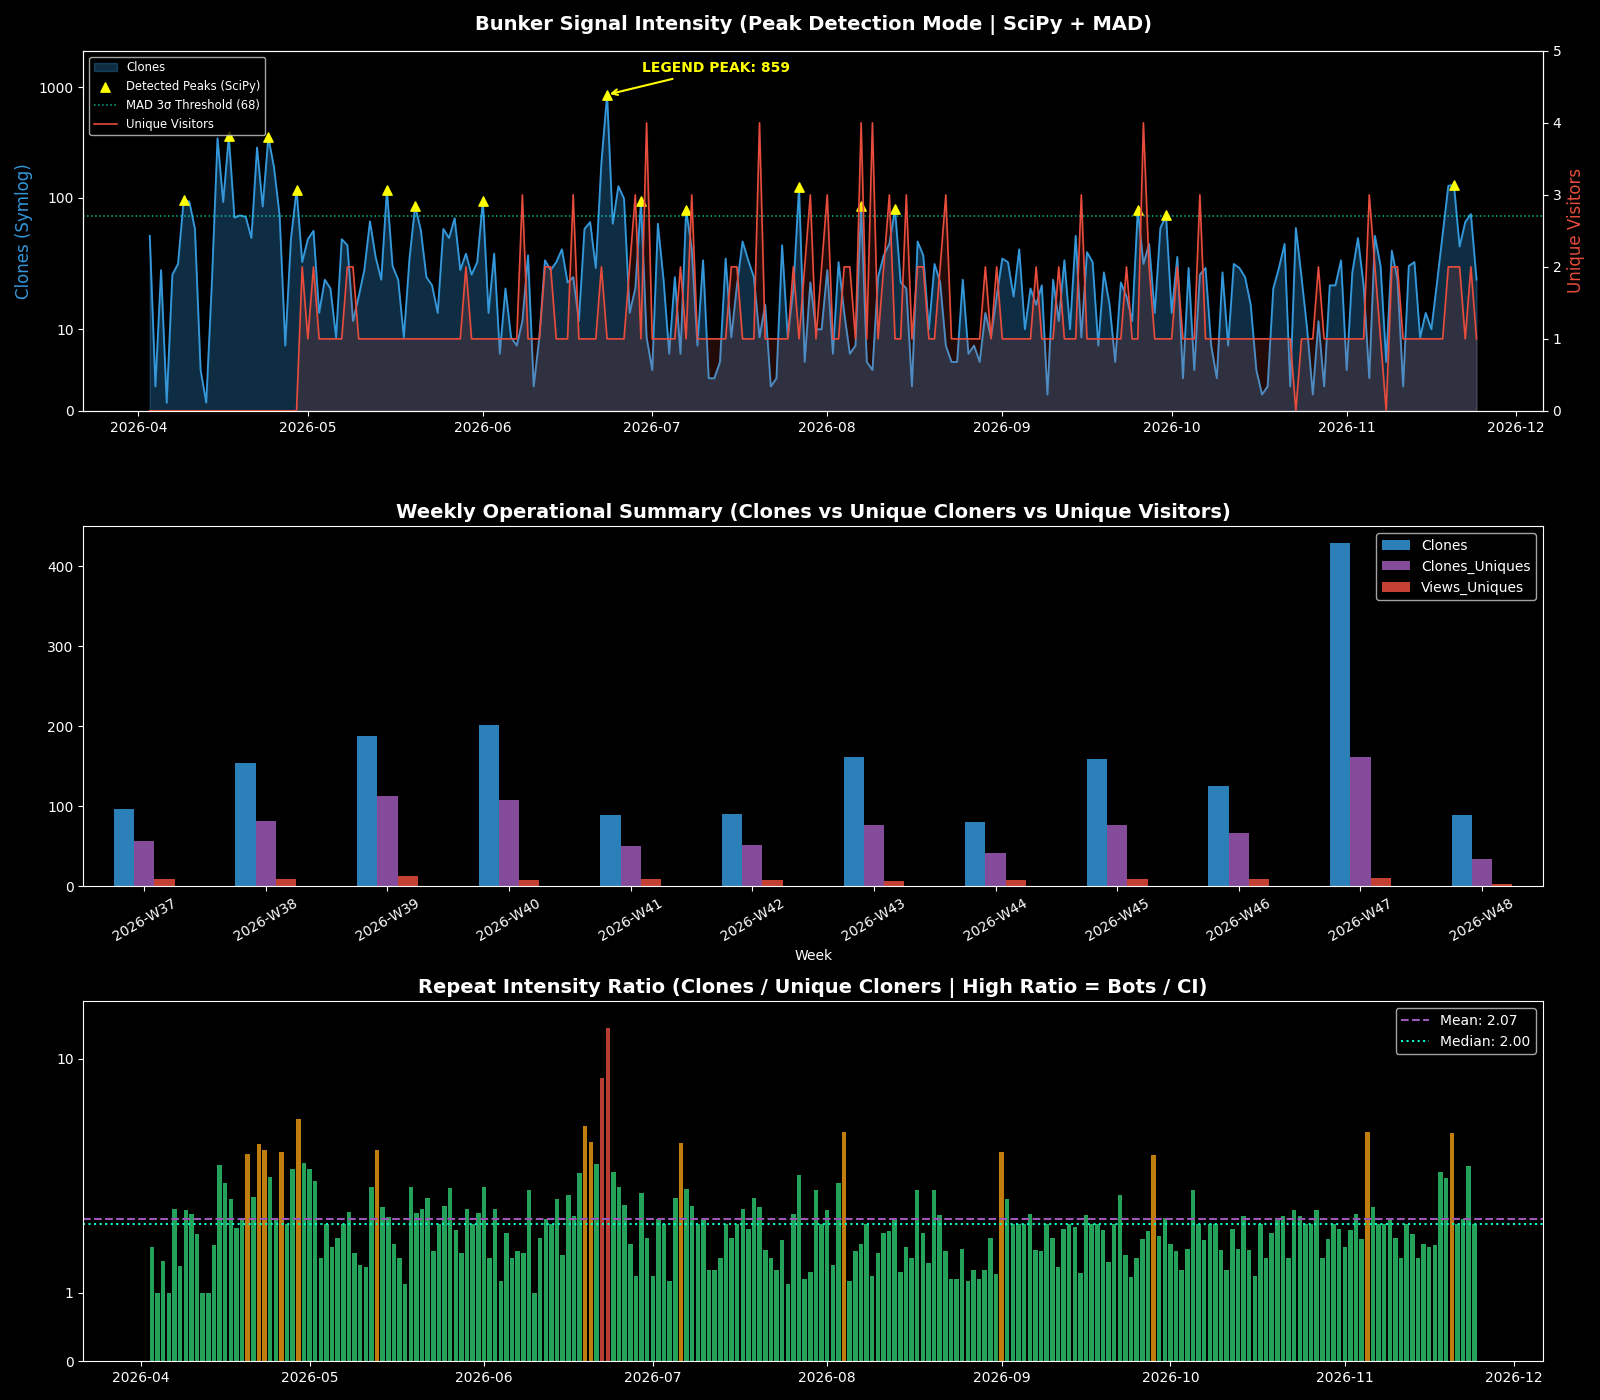 Bunker Signal Intensity (Peak Detection Mode | SciPy + MAD)
LEGEND PEAK: 859
Clones
Detected Peaks (SciPy)
MAD 3σ Threshold (68)
Unique Visitors
Clones (Symlog)
1000
100
10
0
Unique Visitors
5
4
3
2
1
0
2026-04 2026-05 2026-06 2026-07 2026-08 2026-09 2026-10 2026-11 2026-12
Weekly Operational Summary (Clones vs Unique Cloners vs Unique Visitors)
Clones
Clones_Uniques
Views_Uniques
400
300
200
100
0
2026-W37 2026-W38 2026-W39 2026-W40 2026-W41 2026-W42 2026-W43 2026-W44 2026-W45 2026-W46 2026-W47 2026-W48
Week
Repeat Intensity Ratio (Clones / Unique Cloners | High Ratio = Bots / CI)
Mean: 2.07
Median: 2.00
10
1
0
2026-04 2026-05 2026-06 2026-07 2026-08 2026-09 2026-10 2026-11 2026-12